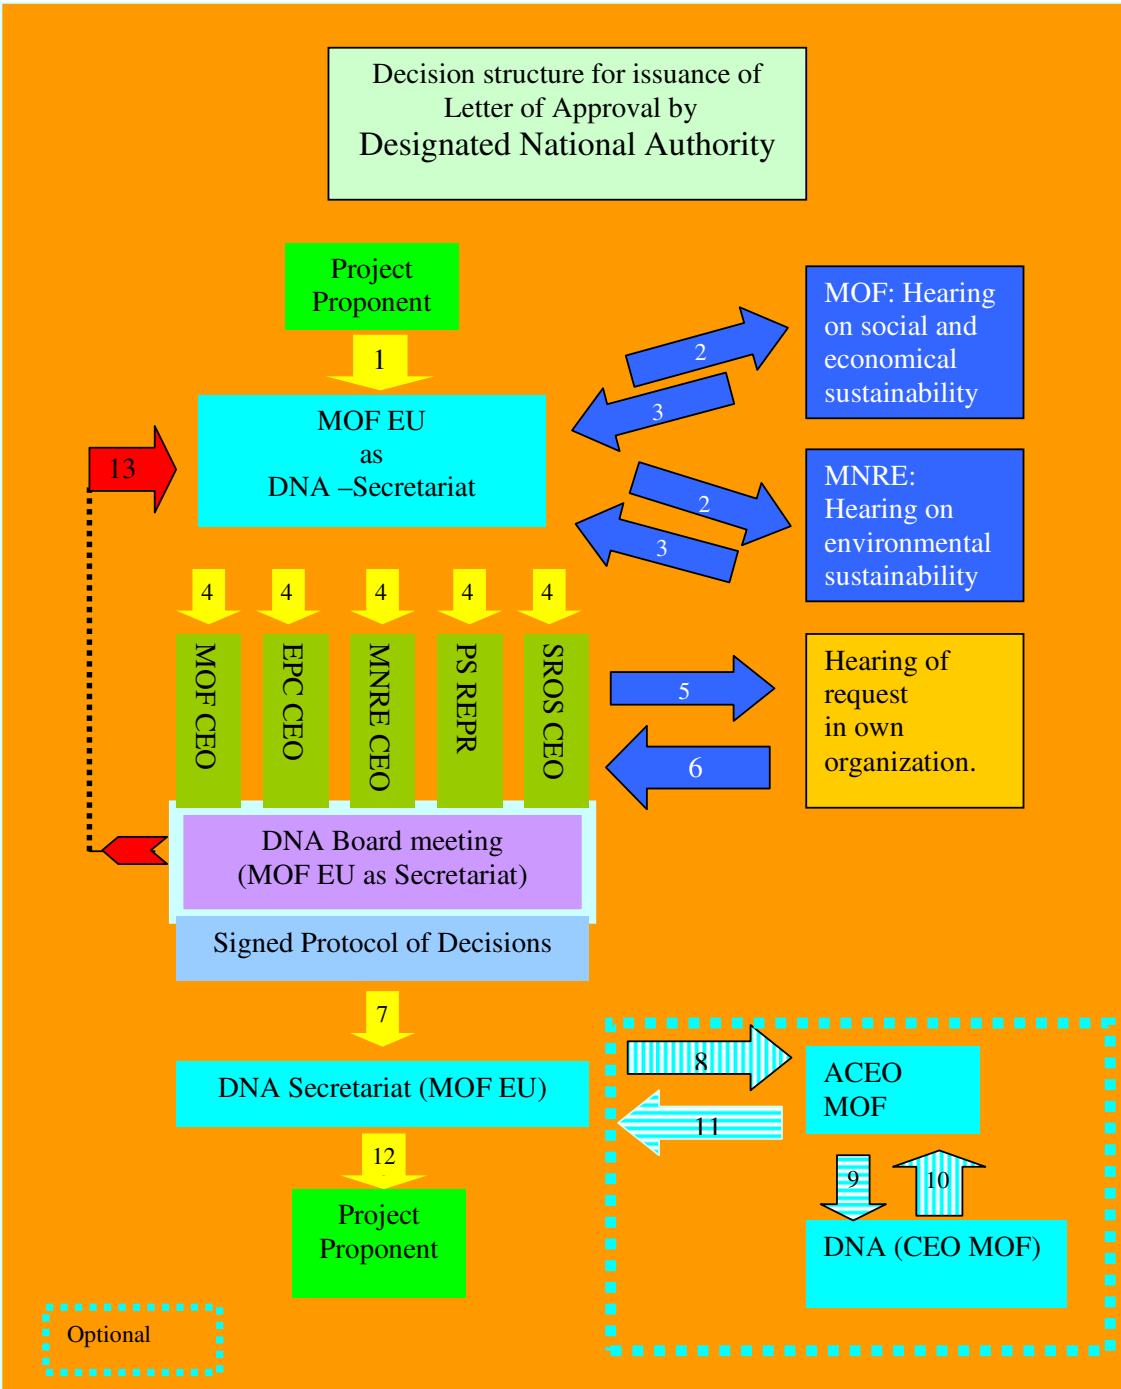 Decision structure for issuance of
Letter of Approval by
Designated National Authority
Project
Proponent
1
MOF EU
as
DNA –Secretariat
13
2
3
MOF: Hearing
on social and
economical
sustainability
2
3
MNRE:
Hearing on
environmental
sustainability
4
4
4
4
4
MOF CEO
EPC CEO
MNRE CEO
PS REPR
SROS CEO
5
6
Hearing of
request
in own
organization.
DNA Board meeting
(MOF EU as Secretariat)
Signed Protocol of Decisions
7
DNA Secretariat (MOF EU)
8
11
ACEO
MOF
9
10
DNA (CEO MOF)
12
Project
Proponent
Optional